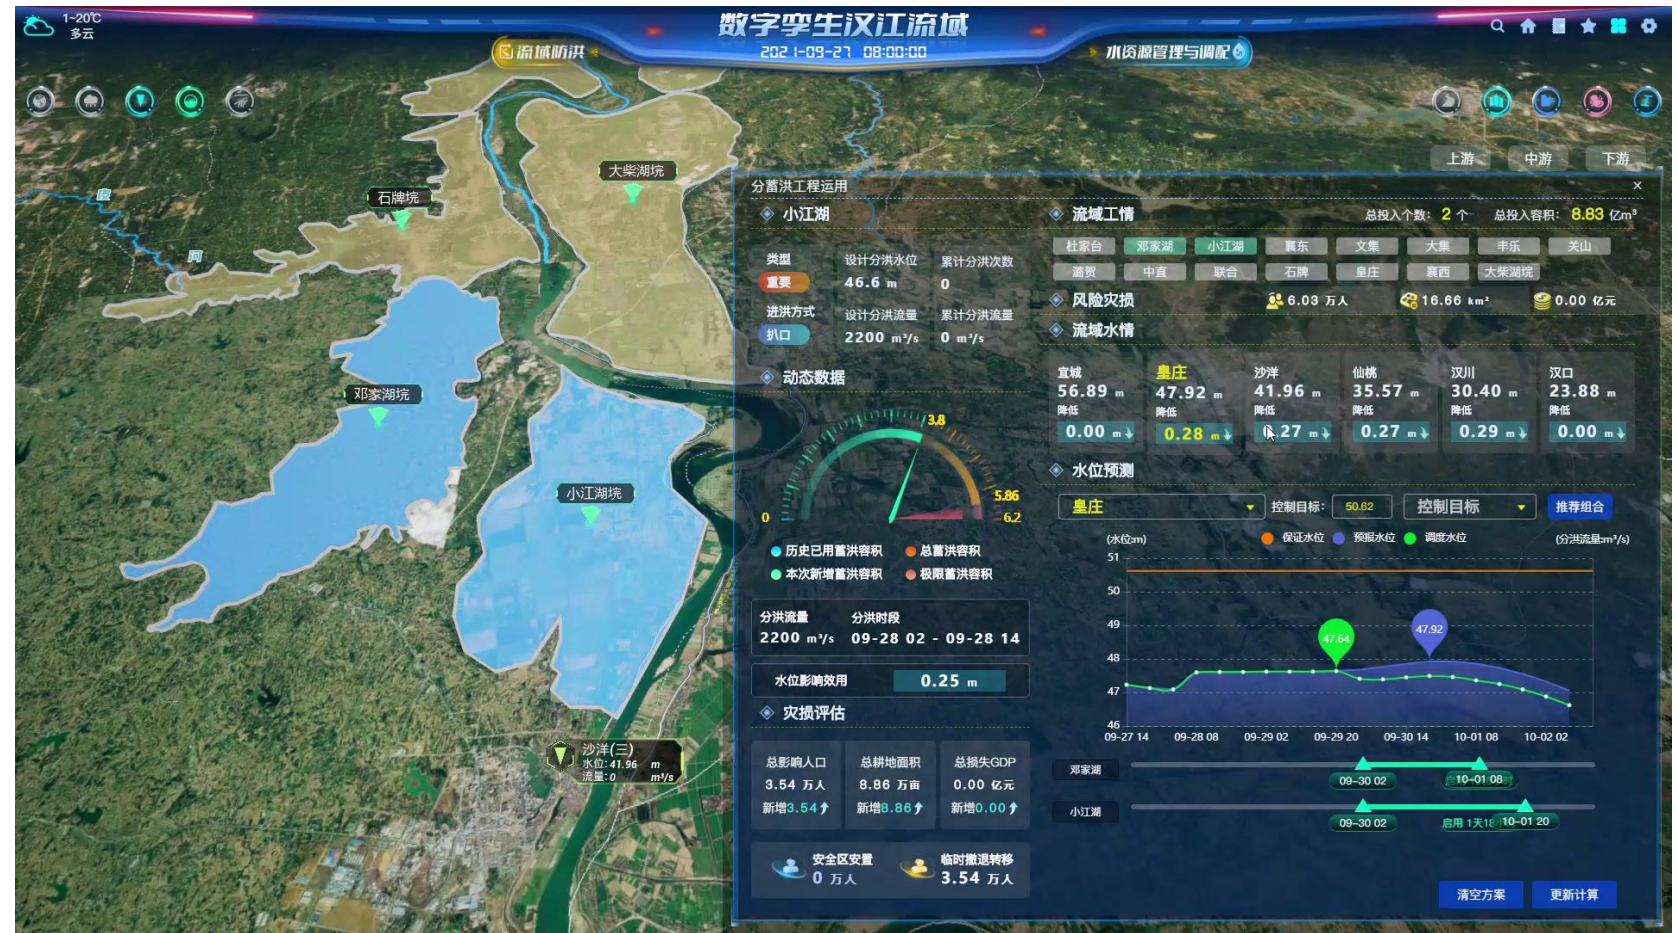 1~20℃
多云
数字孪生汉江流域
2021-09-27 08:00:00
流域防洪
水资源管理与调配
上游
中游
下游
皮
河
石牌垸
大柴湖垸
邓家湖垸
小江湖垸
沙洋(三)
水位:41.96 m
流量:0 m³/s
分蓄洪工程运用
×
小江湖
类型
重要
设计分洪水位
46.6 m
累计分洪次数
0
进洪方式
扒口
设计分洪流量
2200 m³/s
累计分洪流量
0 m³/s
动态数据
0
3.8
5.86
6.2
历史已用蓄洪容积
总蓄洪容积
本次新增蓄洪容积
极限蓄洪容积
分洪流量
2200 m³/s
分洪时段
09-28 02 - 09-28 14
水位影响效用
0.25 m
灾损评估
总影响人口
3.54 万人
新增3.54
总耕地面积
8.86 万亩
新增8.86
总损失GDP
0.00 亿元
新增0.00
安全区安置
0 万人
临时撤退转移
3.54 万人
流域工情
总投入个数: 2 个
总投入容积: 8.83 亿m³
杜家台 邓家湖 小江湖 襄东 文集 大集 丰乐 关山
潞贺 中直 联合 石牌 皇庄 襄西 大柴湖垸
风险灾损
6.03 万人
16.66 km²
0.00 亿元
流域水情
宜城
56.89 m
降低
0.00 m
皇庄
47.92 m
降低
0.28 m
沙洋
41.96 m
降低
0.27 m
仙桃
35.57 m
降低
0.27 m
汉川
30.40 m
降低
0.29 m
汉口
23.88 m
降低
0.00 m
水位预测
皇庄
控制目标:
50.62
控制目标
推荐组合
(水位:m)
保证水位
预报水位
调度水位
(分洪流量:m³/s)
51
50
49
48
47
46
47.64
47.92
09-27 14
09-28 08
09-29 02
09-29 20
09-30 14
10-01 08
10-02 02
邓家湖
09-30 02
10-01 08
小江湖
09-30 02
启用 1天18
10-01 20
清空方案
更新计算